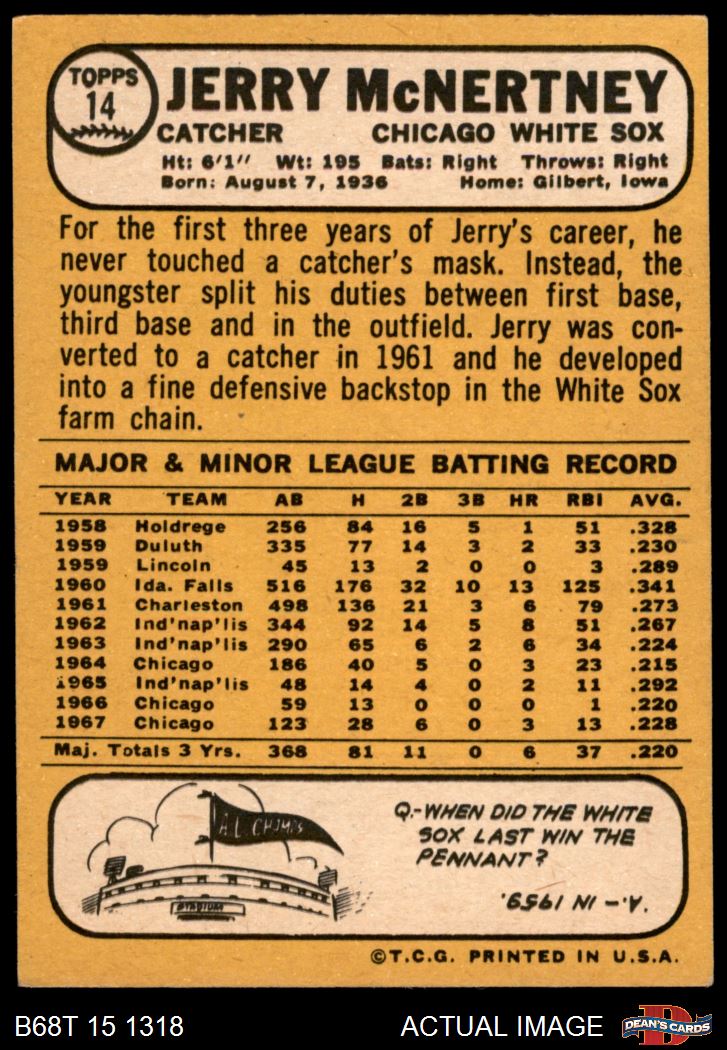 TOPPS
14
JERRY McNERTNEY
CATCHER CHICAGO WHITE SOX
Ht: 6'1" Wt: 195 Bats: Right Throws: Right
Born: August 7, 1936 Home: Gilbert, Iowa
For the first three years of Jerry's career, he
never touched a catcher's mask. Instead, the
youngster split his duties between first base,
third base and in the outfield. Jerry was con-
verted to a catcher in 1961 and he developed
into a fine defensive backstop in the White Sox
farm chain.
MAJOR & MINOR LEAGUE BATTING RECORD
YEAR TEAM AB H 2B 3B HR RBI AVG.
1958 Holdrege 256 84 16 5 1 51 .328
1959 Duluth 335 77 14 3 2 33 .230
1959 Lincoln 45 13 2 0 0 3 .289
1960 Ida. Falls 516 176 32 10 13 125 .341
1961 Charleston 498 136 21 3 6 79 .273
1962 Ind'nap'lis 344 92 14 5 8 51 .267
1963 Ind'nap'lis 290 65 6 2 6 34 .224
1964 Chicago 186 40 5 0 3 23 .215
1965 Ind'nap'lis 48 14 4 0 2 11 .292
1966 Chicago 59 13 0 0 0 1 .220
1967 Chicago 123 28 6 0 3 13 .228
Maj. Totals 3 Yrs. 368 81 11 0 6 37 .220
A.L. CHAMPS
STADIUM
Q.-WHEN DID THE WHITE
SOX LAST WIN THE
PENNANT?
A.- IN 1959.
©T.C.G. PRINTED IN U.S.A.
B68T 15 1318 ACTUAL IMAGE
D
DEAN'S CARDS